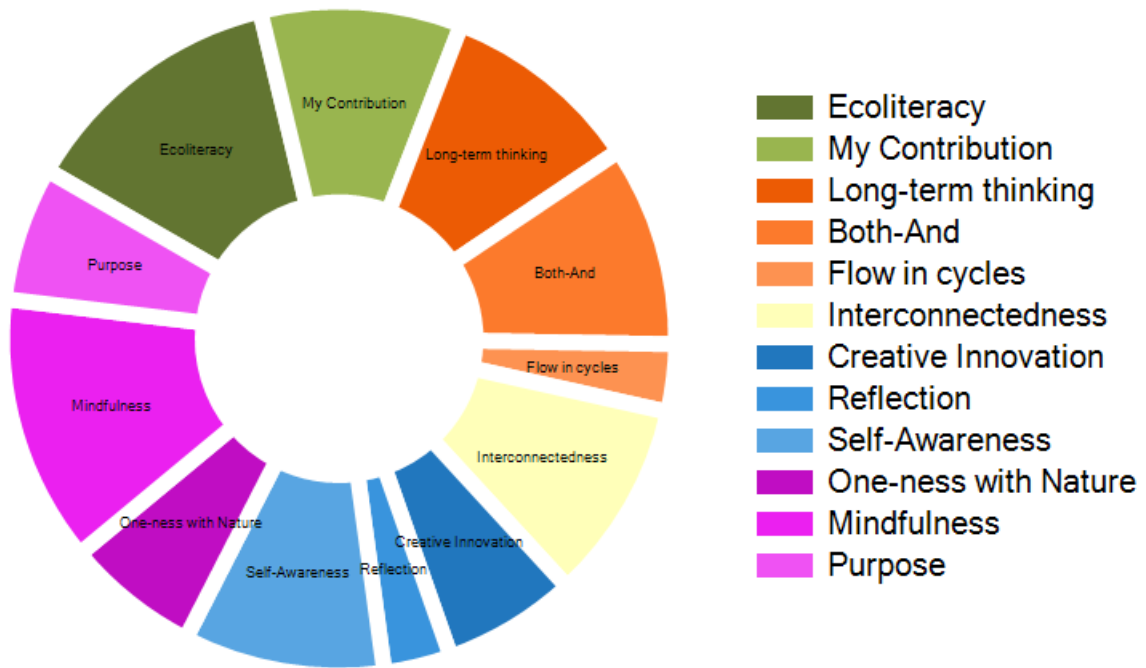 My Contribution
Ecoliteracy
Long-term thinking
Purpose
Both-And
Flow in cycles
Mindfulness
Interconnectedness
One-ness with Nature
Creative Innovation
Self-Awareness
Reflection
Ecoliteracy
My Contribution
Long-term thinking
Both-And
Flow in cycles
Interconnectedness
Creative Innovation
Reflection
Self-Awareness
One-ness with Nature
Mindfulness
Purpose